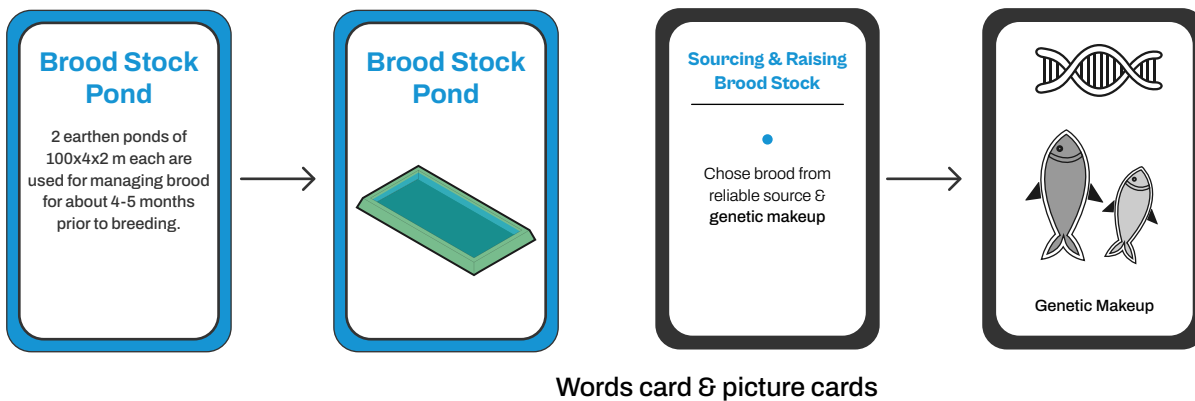 Brood Stock
Pond
2 earthen ponds of
100x4x2 m each are
used for managing brood
for about 4-5 months
prior to breeding.
Brood Stock
Pond
Sourcing & Raising
Brood Stock
Chose brood from
reliable source &
genetic makeup
Genetic Makeup
Words card & picture cards